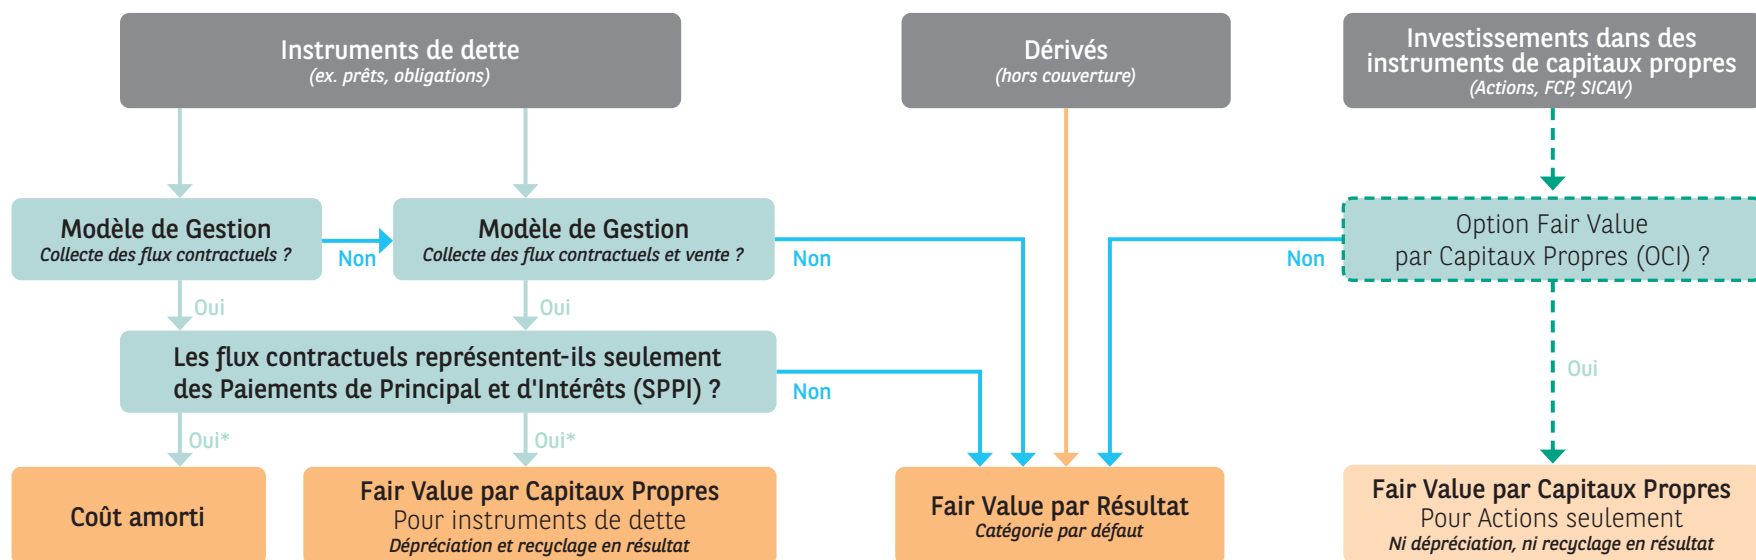 Instruments de dette
(ex. prêts, obligations)
Dérivés
(hors couverture)
Investissements dans des
instruments de capitaux propres
(Actions, FCP, SICAV)
Modèle de Gestion
Collecte des flux contractuels ?
Non
Modèle de Gestion
Collecte des flux contractuels et vente ?
Non
Non
Option Fair Value
par Capitaux Propres (OCI) ?
Oui
Oui
Les flux contractuels représentent-ils seulement
des Paiements de Principal et d'Intérêts (SPPI) ?
Non
Oui
Oui*
Oui*
Coût amorti
Fair Value par Capitaux Propres
Pour instruments de dette
Dépréciation et recyclage en résultat
Fair Value par Résultat
Catégorie par défaut
Fair Value par Capitaux Propres
Pour Actions seulement
Ni dépréciation, ni recyclage en résultat